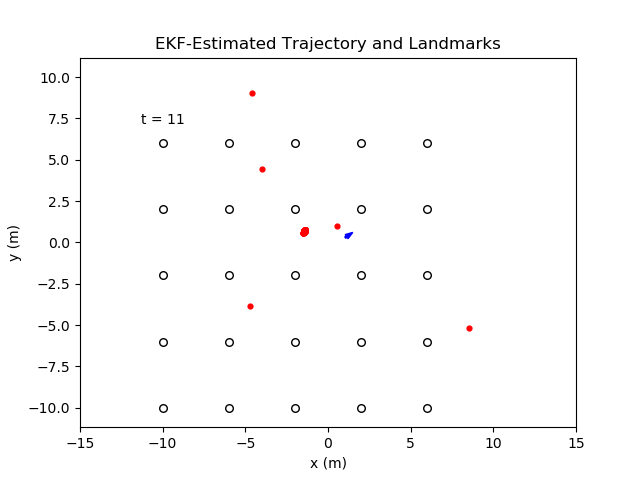 EKF-Estimated Trajectory and Landmarks
10.0
7.5
5.0
2.5
0.0
−2.5
−5.0
−7.5
−10.0
t = 11
y (m)
−15 −10 −5 0 5 10 15
x (m)